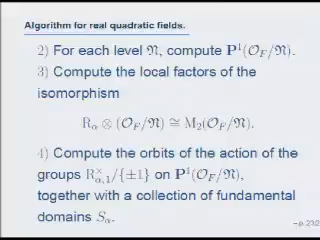 Algorithm for real quadratic fields.
2) For each level 𝔑, compute P¹(𝒪_F/𝔑).
3) Compute the local factors of the
isomorphism
R_α ⊗ (𝒪_F/𝔑) ≅ M₂(𝒪_F/𝔑).
4) Compute the orbits of the action of the
groups R^×_{α,1}/{±1} on P¹(𝒪_F/𝔑),
together with a collection of fundamental
domains S_α.